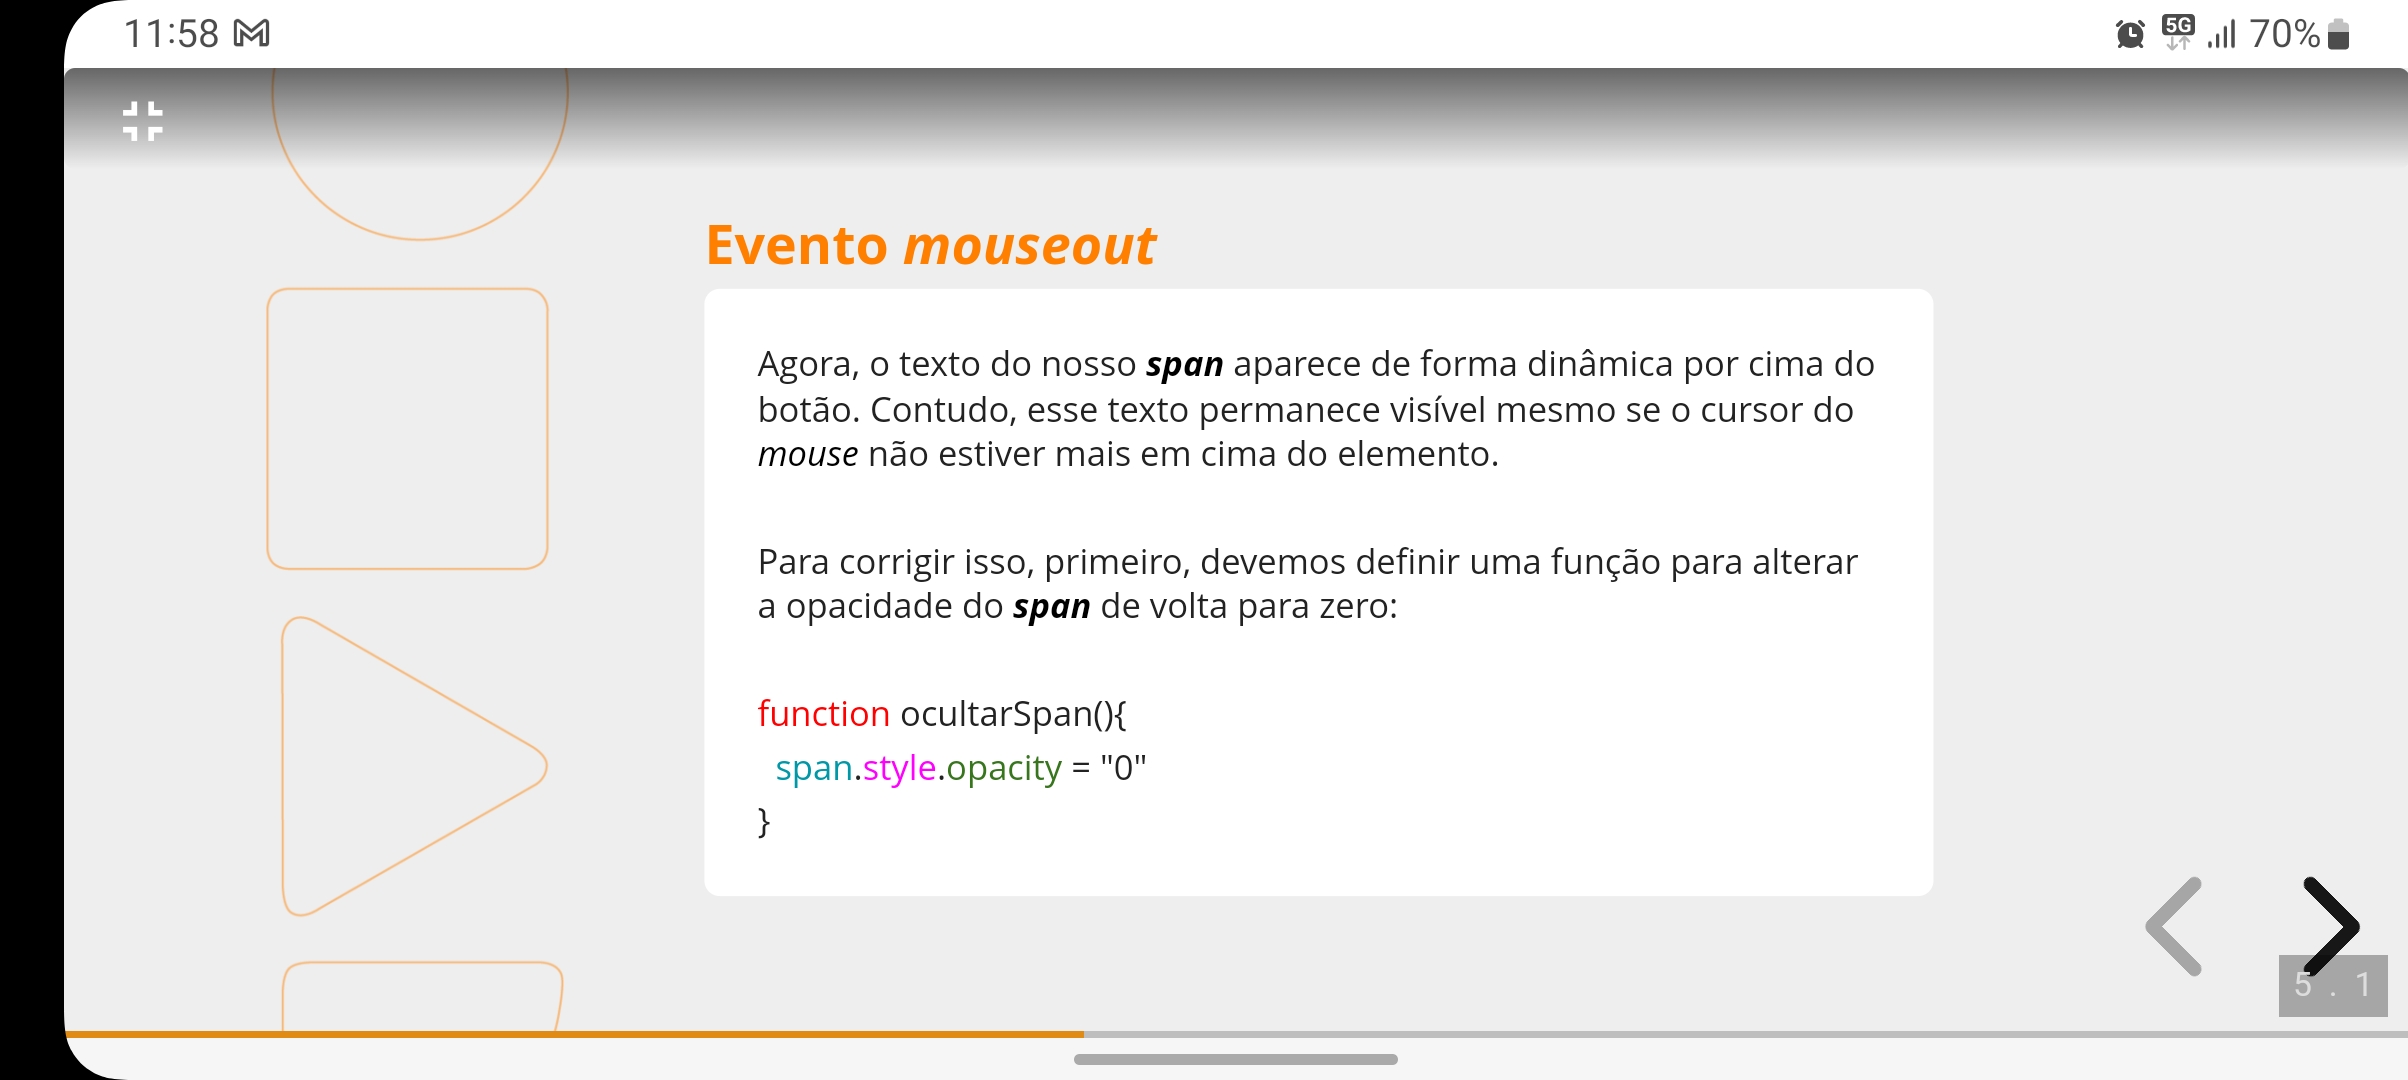 11:58
5G 70%
Evento mouseout
Agora, o texto do nosso span aparece de forma dinâmica por cima do
botão. Contudo, esse texto permanece visível mesmo se o cursor do
mouse não estiver mais em cima do elemento.
Para corrigir isso, primeiro, devemos definir uma função para alterar
a opacidade do span de volta para zero:
function ocultarSpan(){
span.style.opacity = "0"
}
5 . 1